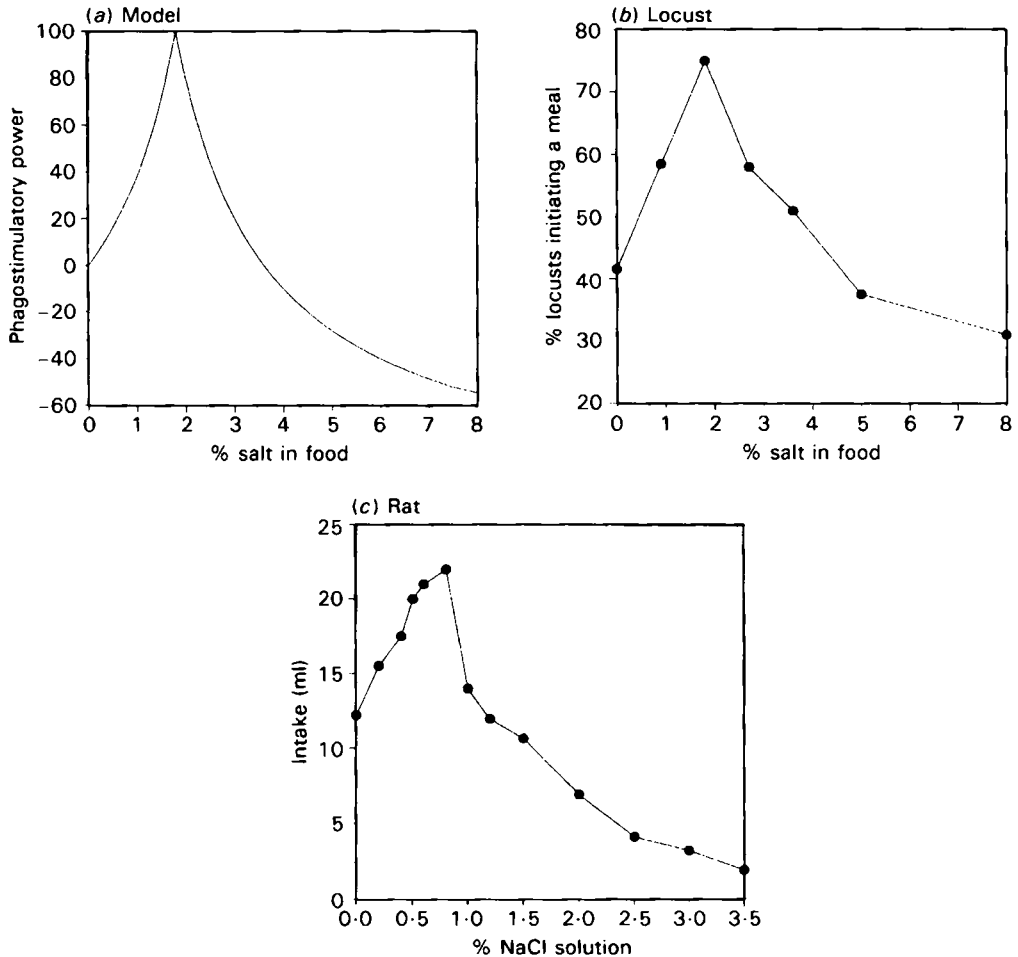 (a) Model
100
80
60
40
20
0
−20
−40
−60
Phagostimulatory power
0 1 2 3 4 5 6 7 8
% salt in food
(b) Locust
80
70
60
50
40
30
20
% locusts initiating a meal
0 1 2 3 4 5 6 7 8
% salt in food
(c) Rat
25
20
15
10
5
0
Intake (ml)
0·0 0·5 1·0 1·5 2·0 2·5 3·0 3·5
% NaCl solution